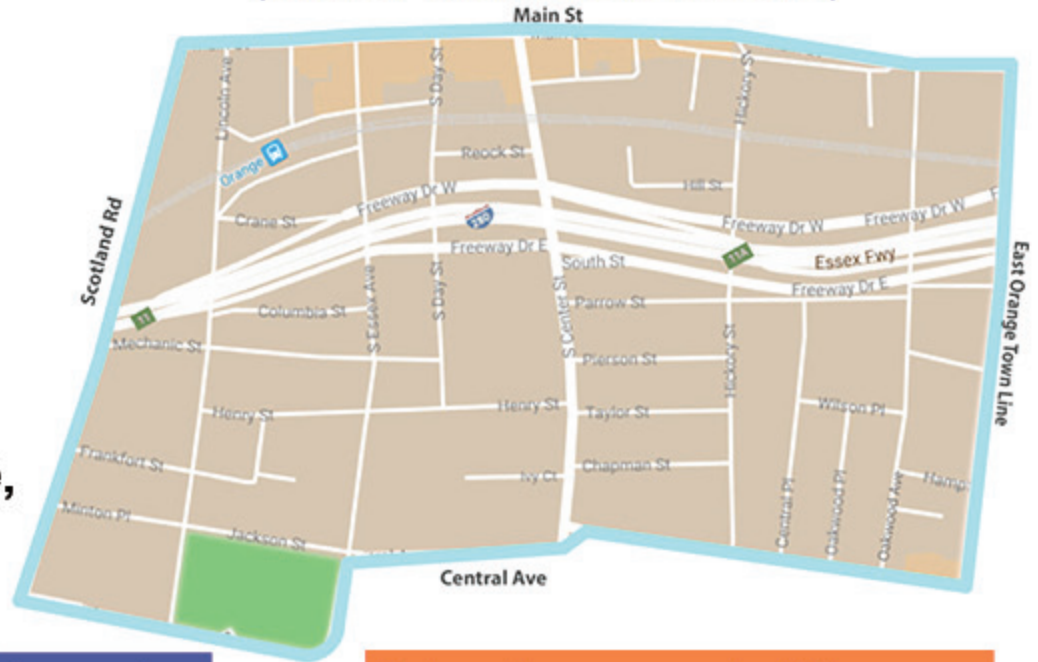 Main St
Lincoln Ave
S Day St
Hickory St
Orange
Reock St
Hill St
Crane St
Freeway Dr W
280
Freeway Dr W
Freeway Dr W
F
Scotland Rd
Freeway Dr E
South St
11A
Essex Fwy
Freeway Dr E
East Orange Town Line
11
Columbia St
S Essex Ave
S Day St
S Center St
Parrow St
Mechanic St
Pierson St
Hickory St
Henry St
Henry St
Taylor St
Wilson Pl
Frankfort St
Ivy Ct
Chapman St
Central Pl
Oakwood Pl
Oakwood Ave
Hamp
Minton Pl
Jackson St
Central Ave